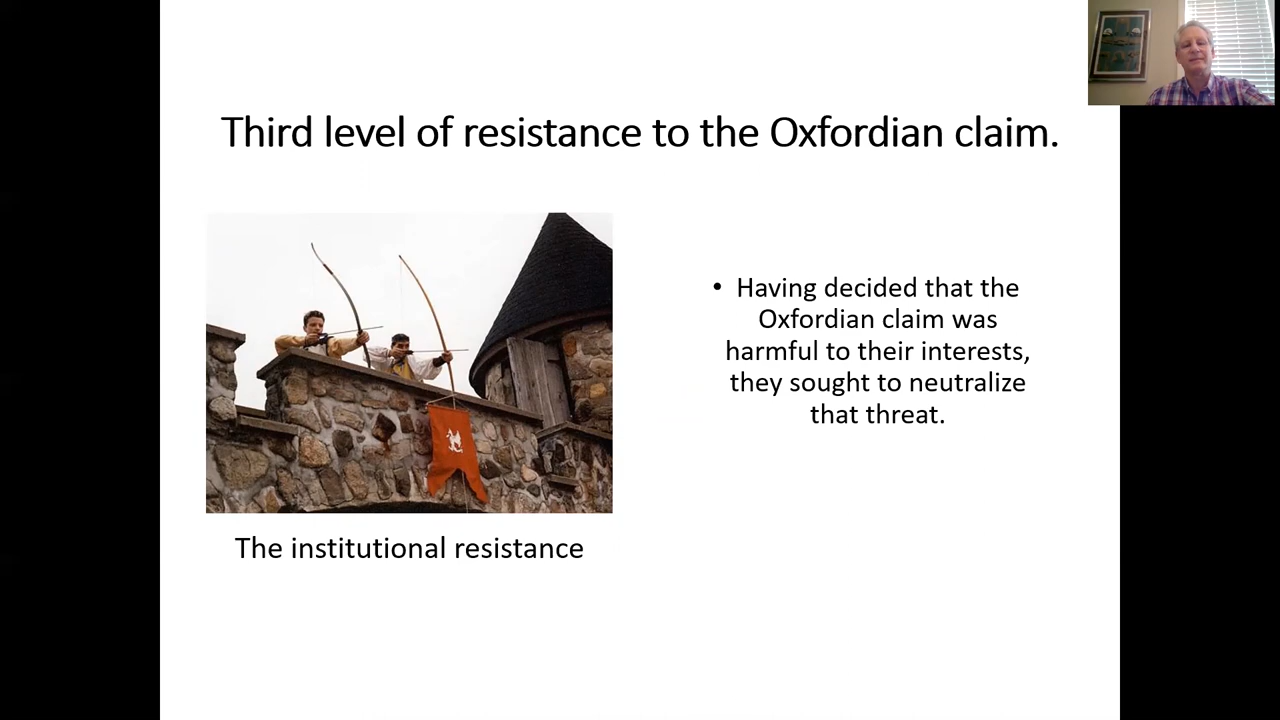 Third level of resistance to the Oxfordian claim.
• Having decided that the
Oxfordian claim was
harmful to their interests,
they sought to neutralize
that threat.
The institutional resistance